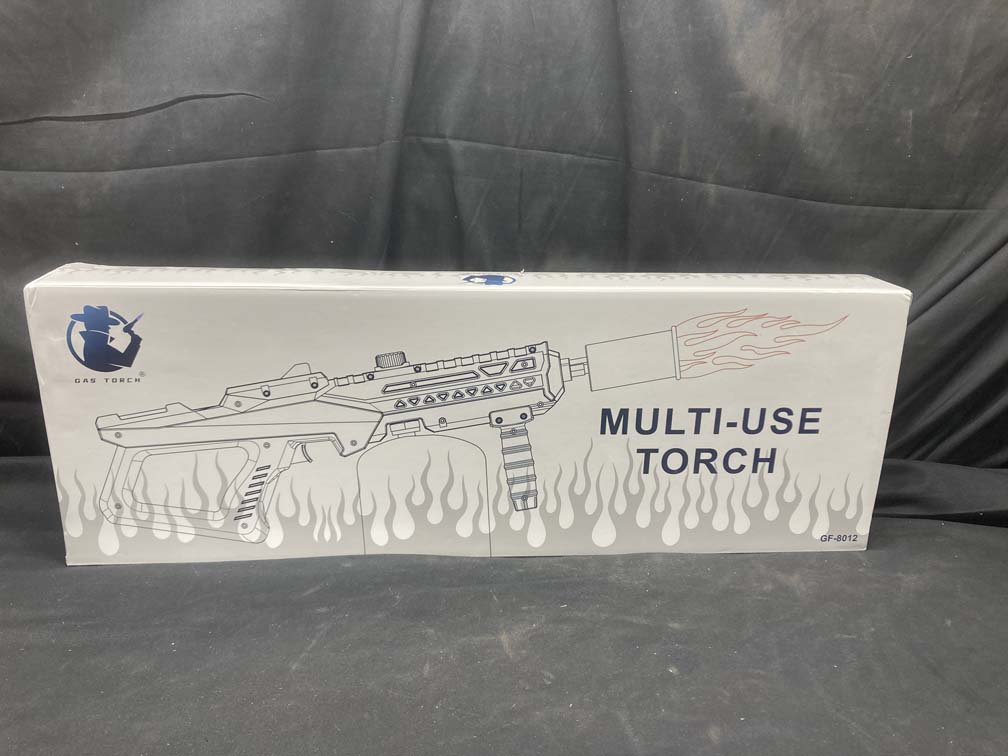 GAS TORCH®
MULTI-USE
TORCH
GF-8012